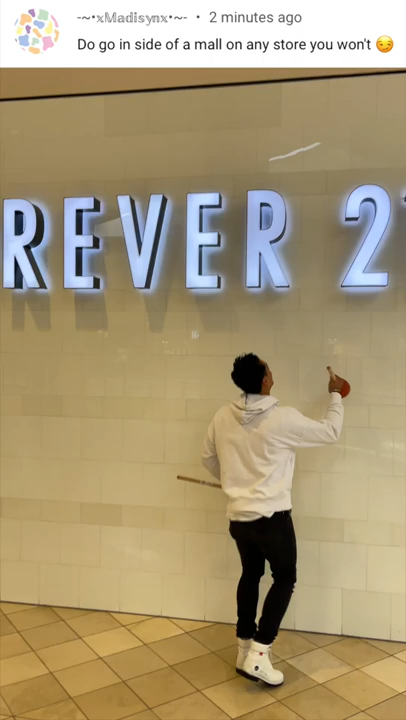 -~•xMadisynx•~- • 2 minutes ago
Do go in side of a mall on any store you won't 😏
REVER 2